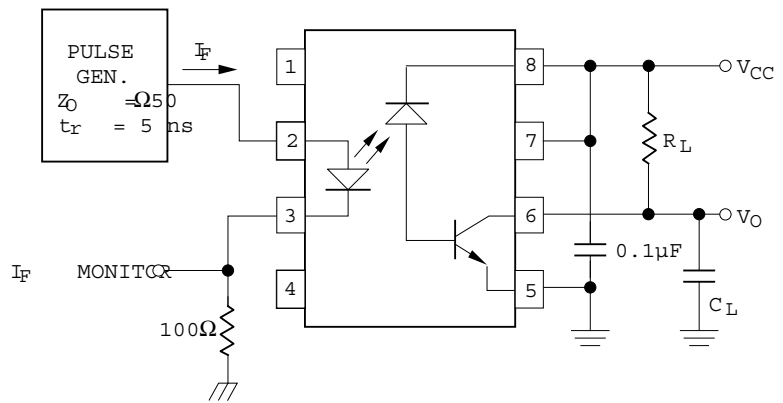 PULSE
GEN.
ZO =Ω50
tr = 5 ns
IF
1
2
3
4
8
7
6
5
VCC
RL
VO
0.1µF
CL
IF MONITOR
100Ω